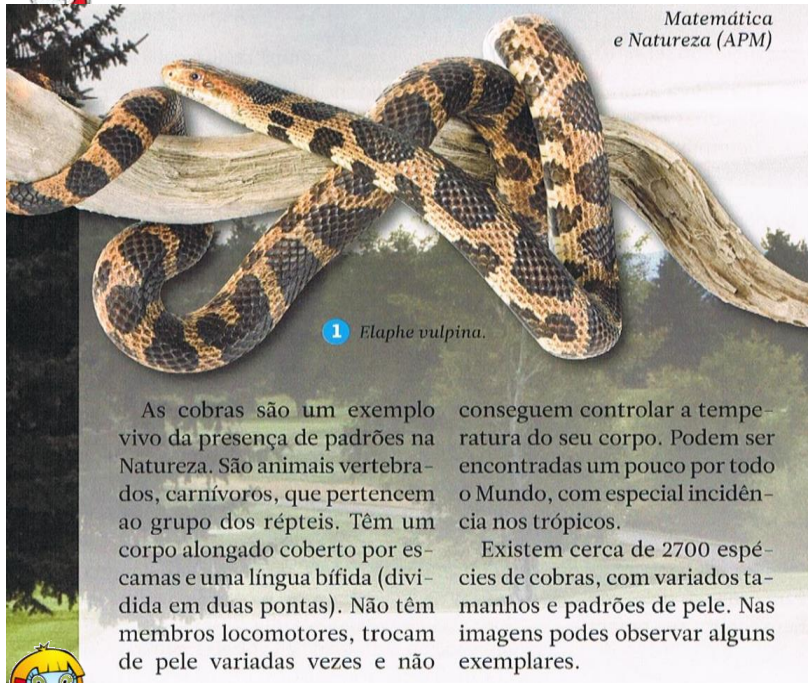 Matemática
e Natureza (APM)
1 Elaphe vulpina.
As cobras são um exemplo
vivo da presença de padrões na
Natureza. São animais vertebra-
dos, carnívoros, que pertencem
ao grupo dos répteis. Têm um
corpo alongado coberto por es-
camas e uma língua bífida (divi-
dida em duas pontas). Não têm
membros locomotores, trocam
de pele variadas vezes e não
conseguem controlar a tempe-
ratura do seu corpo. Podem ser
encontradas um pouco por todo
o Mundo, com especial incidên-
cia nos trópicos.
Existem cerca de 2700 espé-
cies de cobras, com variados ta-
manhos e padrões de pele. Nas
imagens podes observar alguns
exemplares.